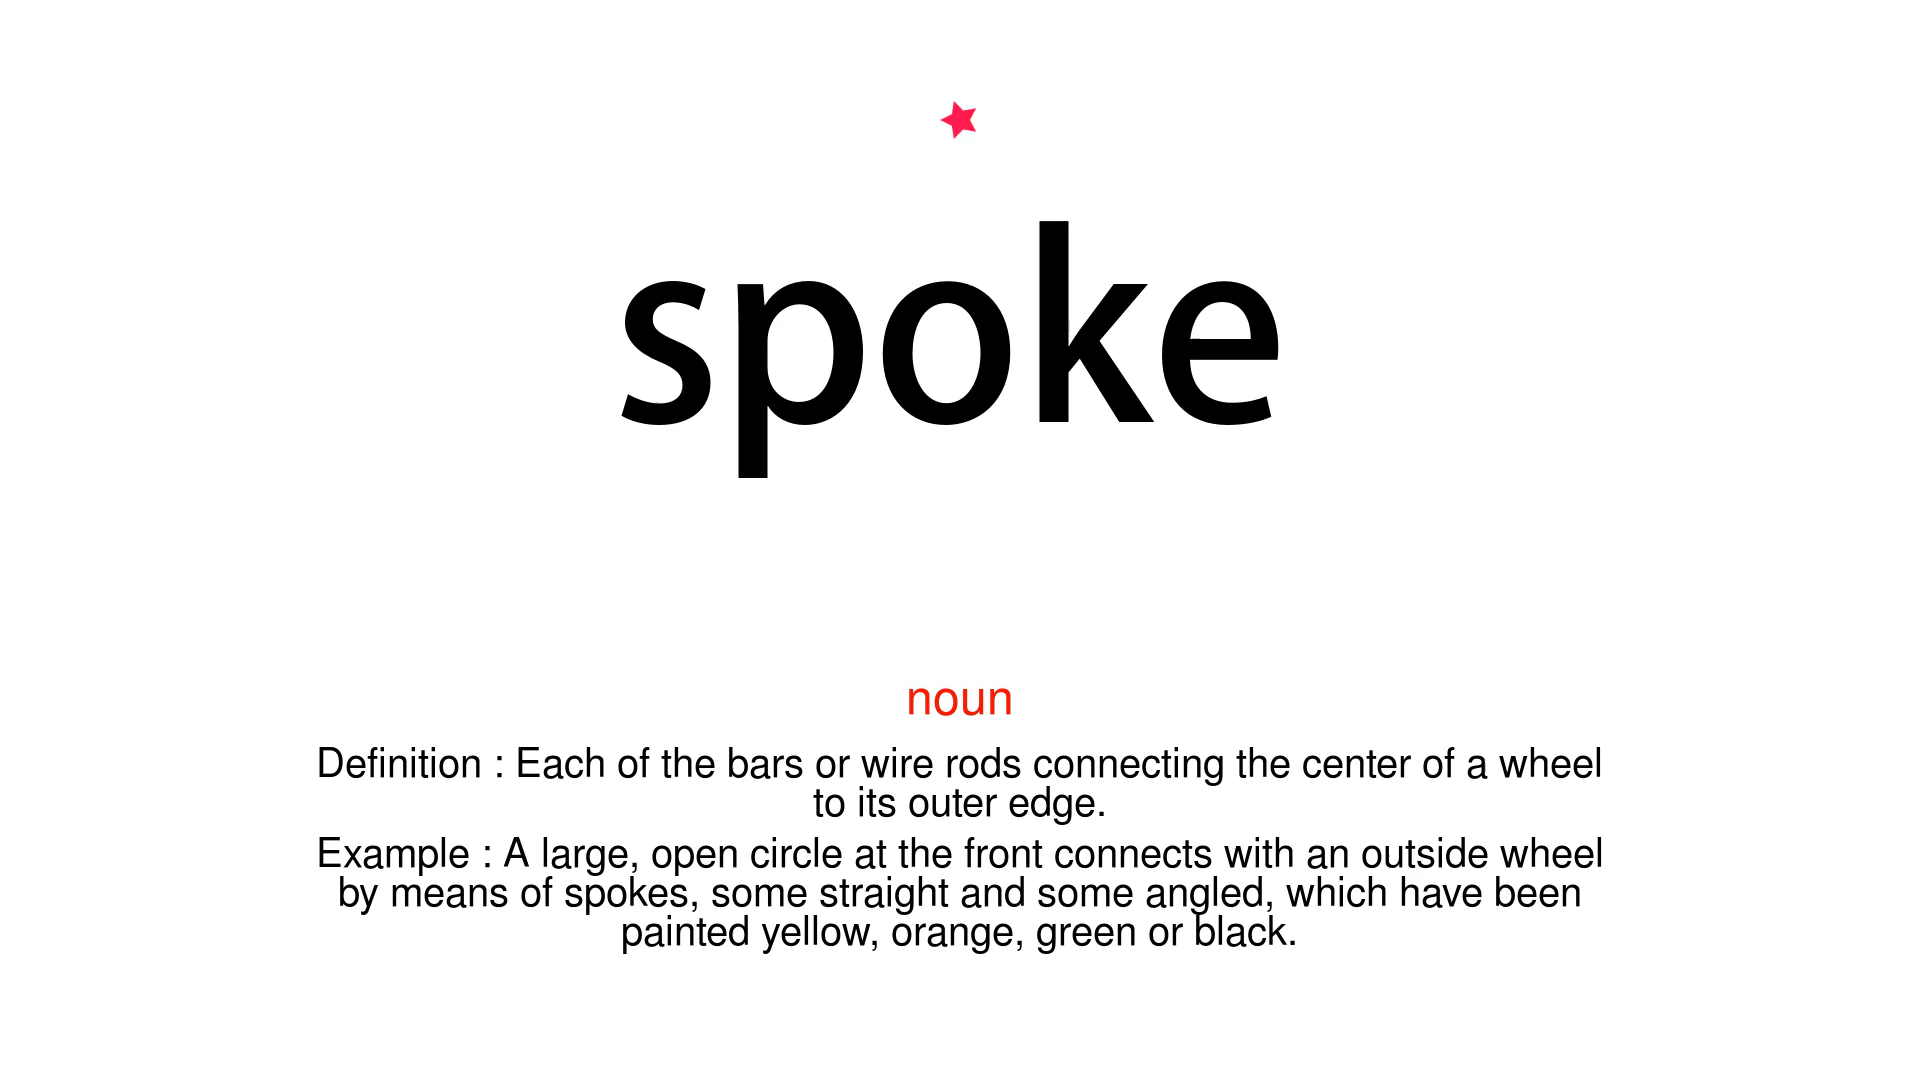 spoke
noun
Definition : Each of the bars or wire rods connecting the center of a wheel
to its outer edge.
Example : A large, open circle at the front connects with an outside wheel
by means of spokes, some straight and some angled, which have been
painted yellow, orange, green or black.